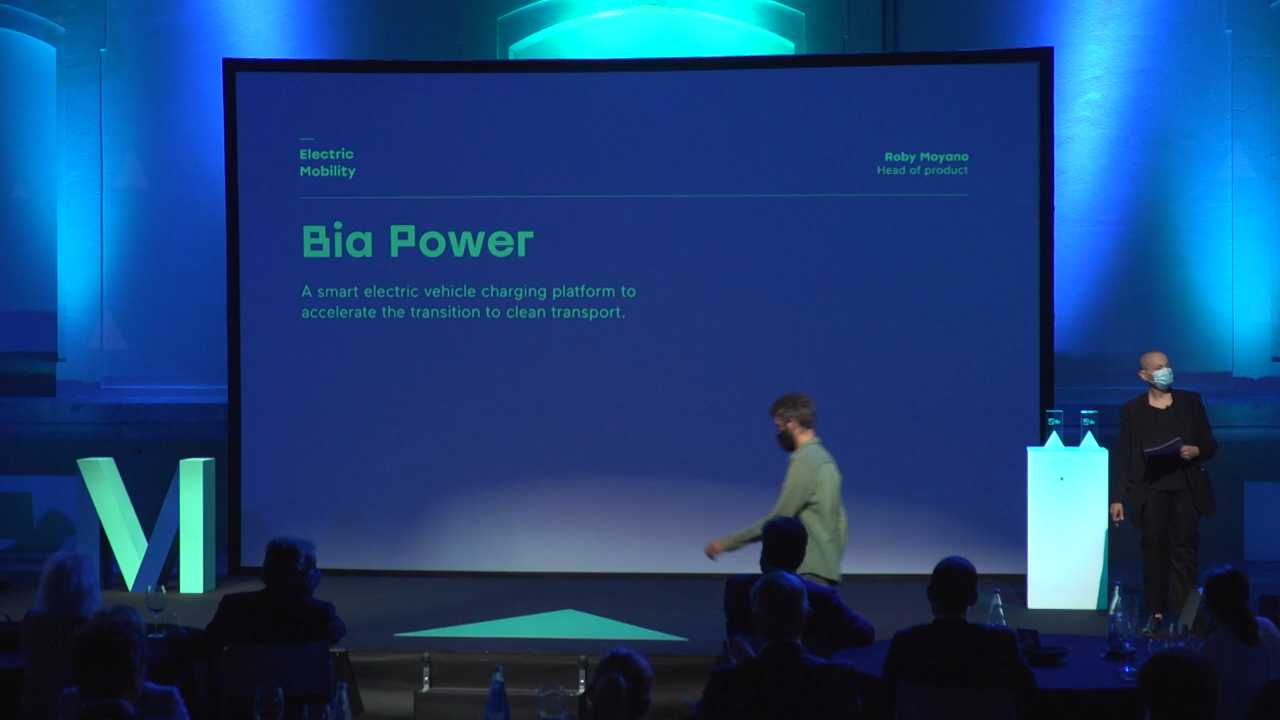 Electric
Mobility
Roby Moyano
Head of product
Bia Power
A smart electric vehicle charging platform to
accelerate the transition to clean transport.